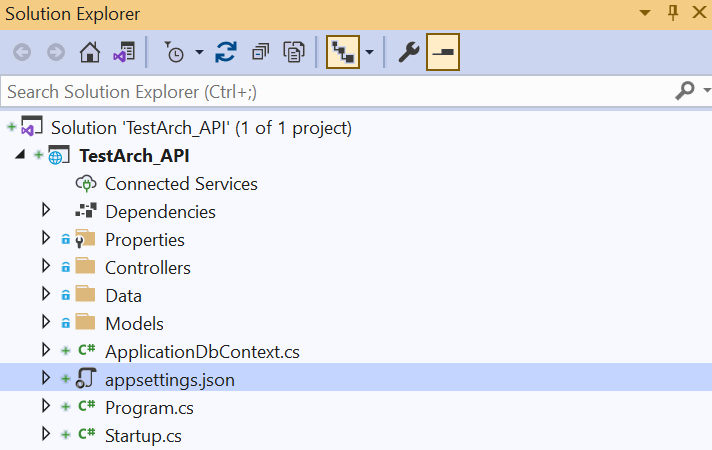 Solution Explorer
Search Solution Explorer (Ctrl+;)
Solution 'TestArch_API' (1 of 1 project)
TestArch_API
Connected Services
Dependencies
Properties
Controllers
Data
Models
C# ApplicationDbContext.cs
appsettings.json
C# Program.cs
C# Startup.cs